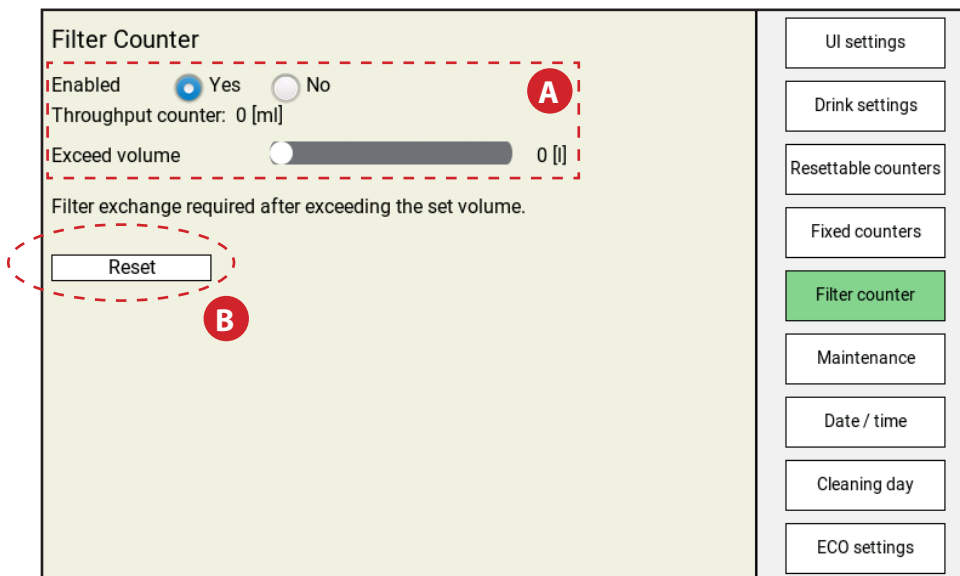 Filter Counter
Enabled Yes No
A
Throughput counter: 0 [ml]
Exceed volume 0 [l]
Filter exchange required after exceeding the set volume.
Reset
B
UI settings
Drink settings
Resettable counters
Fixed counters
Filter counter
Maintenance
Date / time
Cleaning day
ECO settings